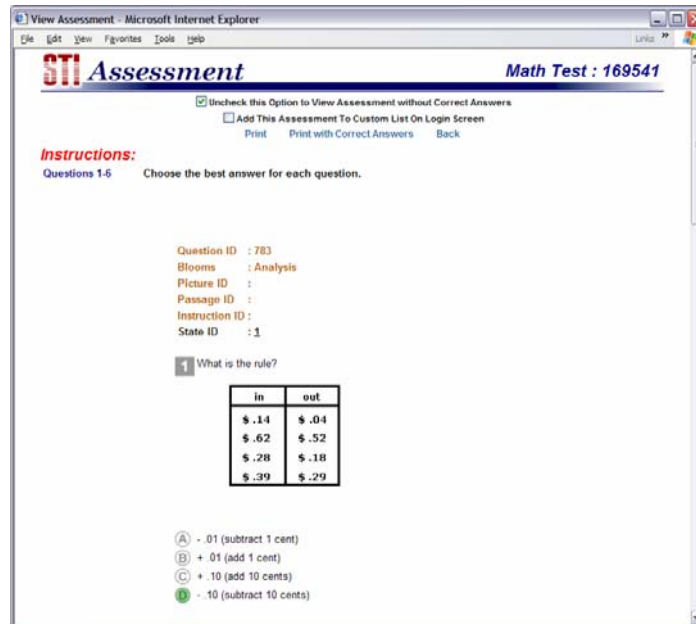 View Assessment - Microsoft Internet Explorer
File Edit View Favorites Tools Help Links »
STI Assessment Math Test : 169541
Uncheck this Option to View Assessment without Correct Answers
Add This Assessment To Custom List On Login Screen
Print Print with Correct Answers Back
Instructions:
Questions 1-6 Choose the best answer for each question.
Question ID : 783
Blooms : Analysis
Picture ID :
Passage ID :
Instruction ID :
State ID : 1
1 What is the rule?
in out
$ .14 $ .04
$ .62 $ .52
$ .28 $ .18
$ .39 $ .29
A - .01 (subtract 1 cent)
B + .01 (add 1 cent)
C + .10 (add 10 cents)
D - .10 (subtract 10 cents)